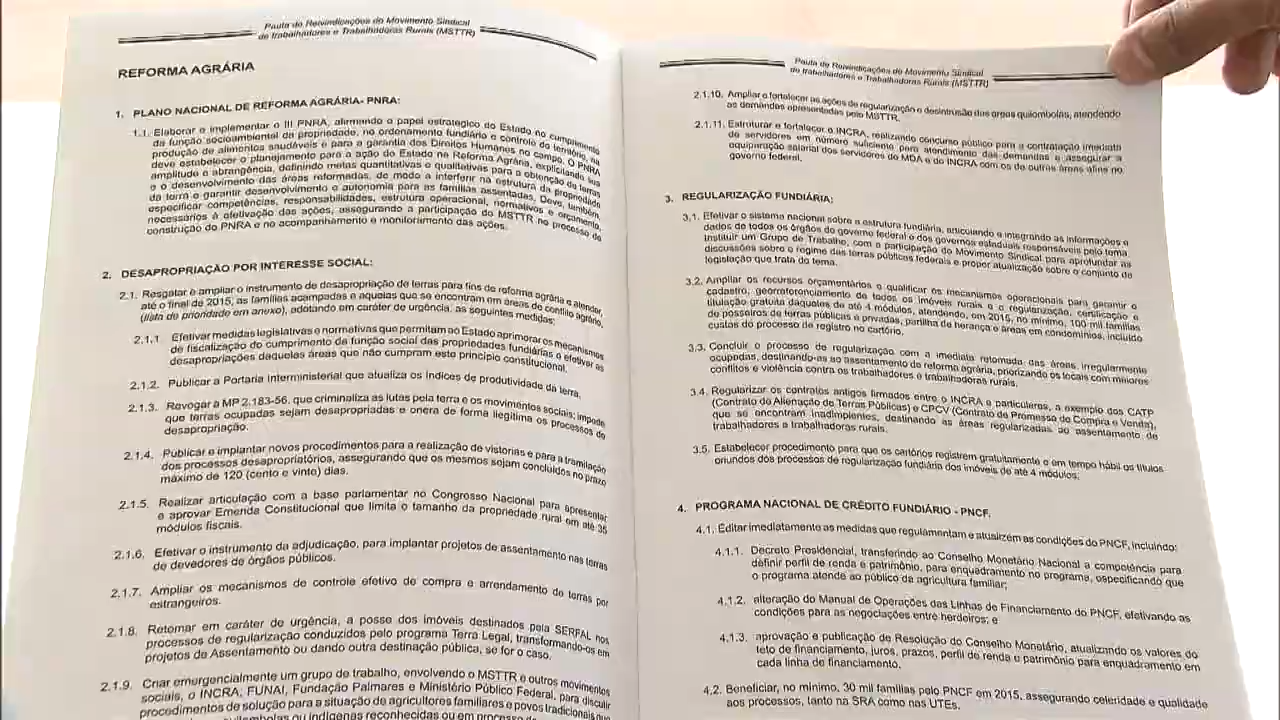 Pauta de Reivindicações do Movimento Sindical
de trabalhadores e Trabalhadoras Rurais (MSTTR)
REFORMA AGRÁRIA
1. PLANO NACIONAL DE REFORMA AGRÁRIA- PNRA:
1.1. Elaborar e implementar o III PNRA, afirmando o papel estratégico do Estado no cumprimento
da função socioambiental da propriedade, no ordenamento fundiário e controle do território, na
produção de alimentos saudáveis e para a garantia dos Direitos Humanos no campo. O PNRA
deve estabelecer o planejamento para a ação do Estado na Reforma Agrária, explicitando sua
amplitude e abrangência, definindo metas quantitativas e qualitativas para a obtenção de terras
e o desenvolvimento das áreas reformadas, de modo a interferir na estrutura da propriedade
da terra e garantir desenvolvimento e autonomia para as famílias assentadas. Deve, também,
especificar competências, responsabilidades, estrutura operacional, normativos e orçamento,
necessários à efetivação das ações, assegurando a participação do MSTTR no processo de
construção do PNRA e no acompanhamento e monitoramento das ações.
2. DESAPROPRIAÇÃO POR INTERESSE SOCIAL:
2.1. Resgatar e ampliar o instrumento de desapropriação de terras para fins de reforma agrária e atender,
até o final de 2015, as famílias acampadas e aquelas que se encontram em áreas de conflito agrário,
(lista de prioridade em anexo), adotando em caráter de urgência, as seguintes medidas:
2.1.1 Efetivar medidas legislativas e normativas que permitam ao Estado aprimorar os mecanismos
de fiscalização do cumprimento da função social das propriedades fundiárias e efetivar as
desapropriações daquelas áreas que não cumpram este princípio constitucional.
2.1.2. Publicar a Portaria Interministerial que atualiza os índices de produtividade da terra.
2.1.3. Revogar a MP 2.183-56, que criminaliza as lutas pela terra e os movimentos sociais; impede
que terras ocupadas sejam desapropriadas e onera de forma ilegítima os processos de
desapropriação.
2.1.4. Publicar e implantar novos procedimentos para a realização de vistorias e para a tramitação
dos processos desapropriatórios, assegurando que os mesmos sejam concluídos no prazo
máximo de 120 (cento e vinte) dias.
2.1.5. Realizar articulação com a base parlamentar no Congresso Nacional para apresentar
e aprovar Emenda Constitucional que limita o tamanho da propriedade rural em até 35
módulos fiscais.
2.1.6. Efetivar o instrumento da adjudicação, para implantar projetos de assentamento nas terras
de devedores de órgãos públicos.
2.1.7. Ampliar os mecanismos de controle efetivo de compra e arrendamento de terras por
estrangeiros.
2.1.8. Retomar em caráter de urgência, a posse dos imóveis destinados pela SERFAL nos
processos de regularização conduzidos pelo programa Terra Legal, transformando-os em
projetos de Assentamento ou dando outra destinação pública, se for o caso.
2.1.9. Criar emergencialmente um grupo de trabalho, envolvendo o MSTTR e outros movimentos
sociais, o INCRA, FUNAI, Fundação Palmares e Ministério Público Federal, para discutir
procedimentos de solução para a situação de agricultores familiares e povos tradicionais que
ou indígenas reconhecidas ou em processo de
Pauta de Reivindicações do Movimento Sindical
de trabalhadores e Trabalhadoras Rurais (MSTTR)
2.1.10. Ampliar e fortalecer as ações de regularização e desintrusão das áreas quilombolas, atendendo
as demandas apresentadas pelo MSTTR.
2.1.11. Estruturar e fortalecer o INCRA, realizando concurso público para a contratação imediata
de servidores em número suficiente para atendimento das demandas e assegurar a
equiparação salarial dos servidores do MDA e do INCRA com os de outras áreas afins no
governo federal.
3. REGULARIZAÇÃO FUNDIÁRIA:
3.1. Efetivar o sistema nacional sobre a estrutura fundiária, articulando e integrando as informações e
dados de todos os órgãos do governo federal e dos governos estaduais responsáveis pelo tema.
Instituir um Grupo de Trabalho, com a participação do Movimento Sindical para aprofundar as
discussões sobre o regime das terras públicas federais e propor atualização sobre o conjunto de
legislação que trata do tema.
3.2. Ampliar os recursos orçamentários e qualificar os mecanismos operacionais para garantir o
cadastro, georreferenciamento de todos os imóveis rurais e a regularização, certificação e
titulação gratuita daqueles de até 4 módulos, atendendo, em 2015, no mínimo, 100 mil famílias
de posseiros de terras públicas e privadas, partilha de herança e áreas em condomínios, incluído
custas do processo de registro no cartório.
3.3. Concluir o processo de regularização com a imediata retomada das áreas, irregularmente
ocupadas, destinando-as ao assentamento de reforma agrária, priorizando os locais com maiores
conflitos e violência contra os trabalhadores e trabalhadoras rurais.
3.4. Regularizar os contratos antigos firmados entre o INCRA e particulares, a exemplo dos CATP
(Contrato de Alienação de Terras Públicas) e CPCV (Contrato de Promessa de Compra e Venda),
que se encontram inadimplentes, destinando as áreas regularizadas ao assentamento de
trabalhadores e trabalhadoras rurais.
3.5. Estabelecer procedimento para que os cartórios registrem gratuitamente e em tempo hábil os títulos
oriundos dos processos de regularização fundiária dos imóveis de até 4 módulos;
4. PROGRAMA NACIONAL DE CRÉDITO FUNDIÁRIO - PNCF.
4.1. Editar imediatamente as medidas que regulamentam e atualizem as condições do PNCF, incluindo:
4.1.1. Decreto Presidencial, transferindo ao Conselho Monetário Nacional a competência para
definir perfil de renda e patrimônio, para enquadramento no programa, especificando que
o programa atende ao público da agricultura familiar;
4.1.2. alteração do Manual de Operações das Linhas de Financiamento do PNCF, efetivando as
condições para as negociações entre herdeiros; e
4.1.3. aprovação e publicação de Resolução do Conselho Monetário, atualizando os valores do
teto de financiamento, juros, prazos, perfil de renda e patrimônio para enquadramento em
cada linha de financiamento.
4.2. Beneficiar, no mínimo, 30 mil famílias pelo PNCF em 2015, assegurando celeridade e qualidade
aos processos, tanto na SRA como nas UTEs.